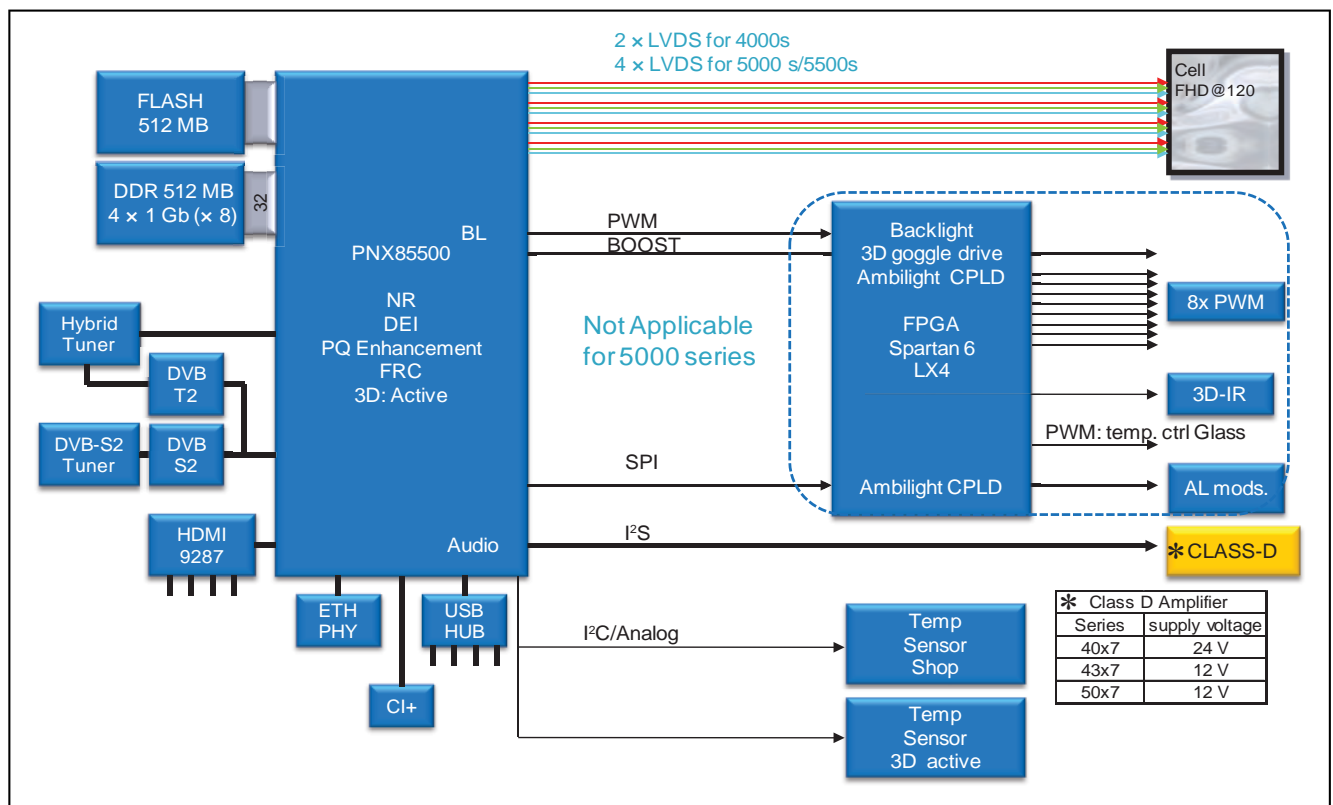 2 × LVDS for 4000s
4 × LVDS for 5000 s/5500s
Cell
FHD@120
FLASH
512 MB
DDR 512 MB
4 × 1 Gb (× 8)
32
BL
PNX85500
NR
DEI
PQ Enhancement
FRC
3D: Active
Audio
PWM
BOOST
Not Applicable
for 5000 series
SPI
I²S
I²C/Analog
Backlight
3D goggle drive
Ambilight CPLD
FPGA
Spartan 6
LX4
Ambilight CPLD
8x PWM
3D-IR
PWM: temp. ctrl Glass
AL mods.
* CLASS-D
Hybrid
Tuner
DVB
T2
DVB-S2
Tuner
DVB
S2
HDMI
9287
ETH
PHY
USB
HUB
CI+
Temp
Sensor
Shop
Temp
Sensor
3D active
* Class D Amplifier
Series supply voltage
40x7 24 V
43x7 12 V
50x7 12 V